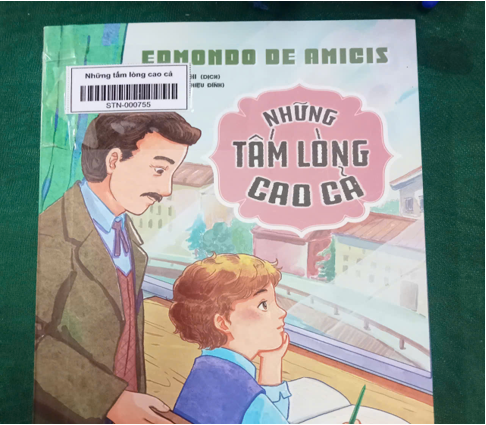 EDMONDO DE AMICIS
(DỊCH)
Những tấm lòng cao cả
STN-000755
NHỮNG
TẤM LÒNG
CAO CẢ